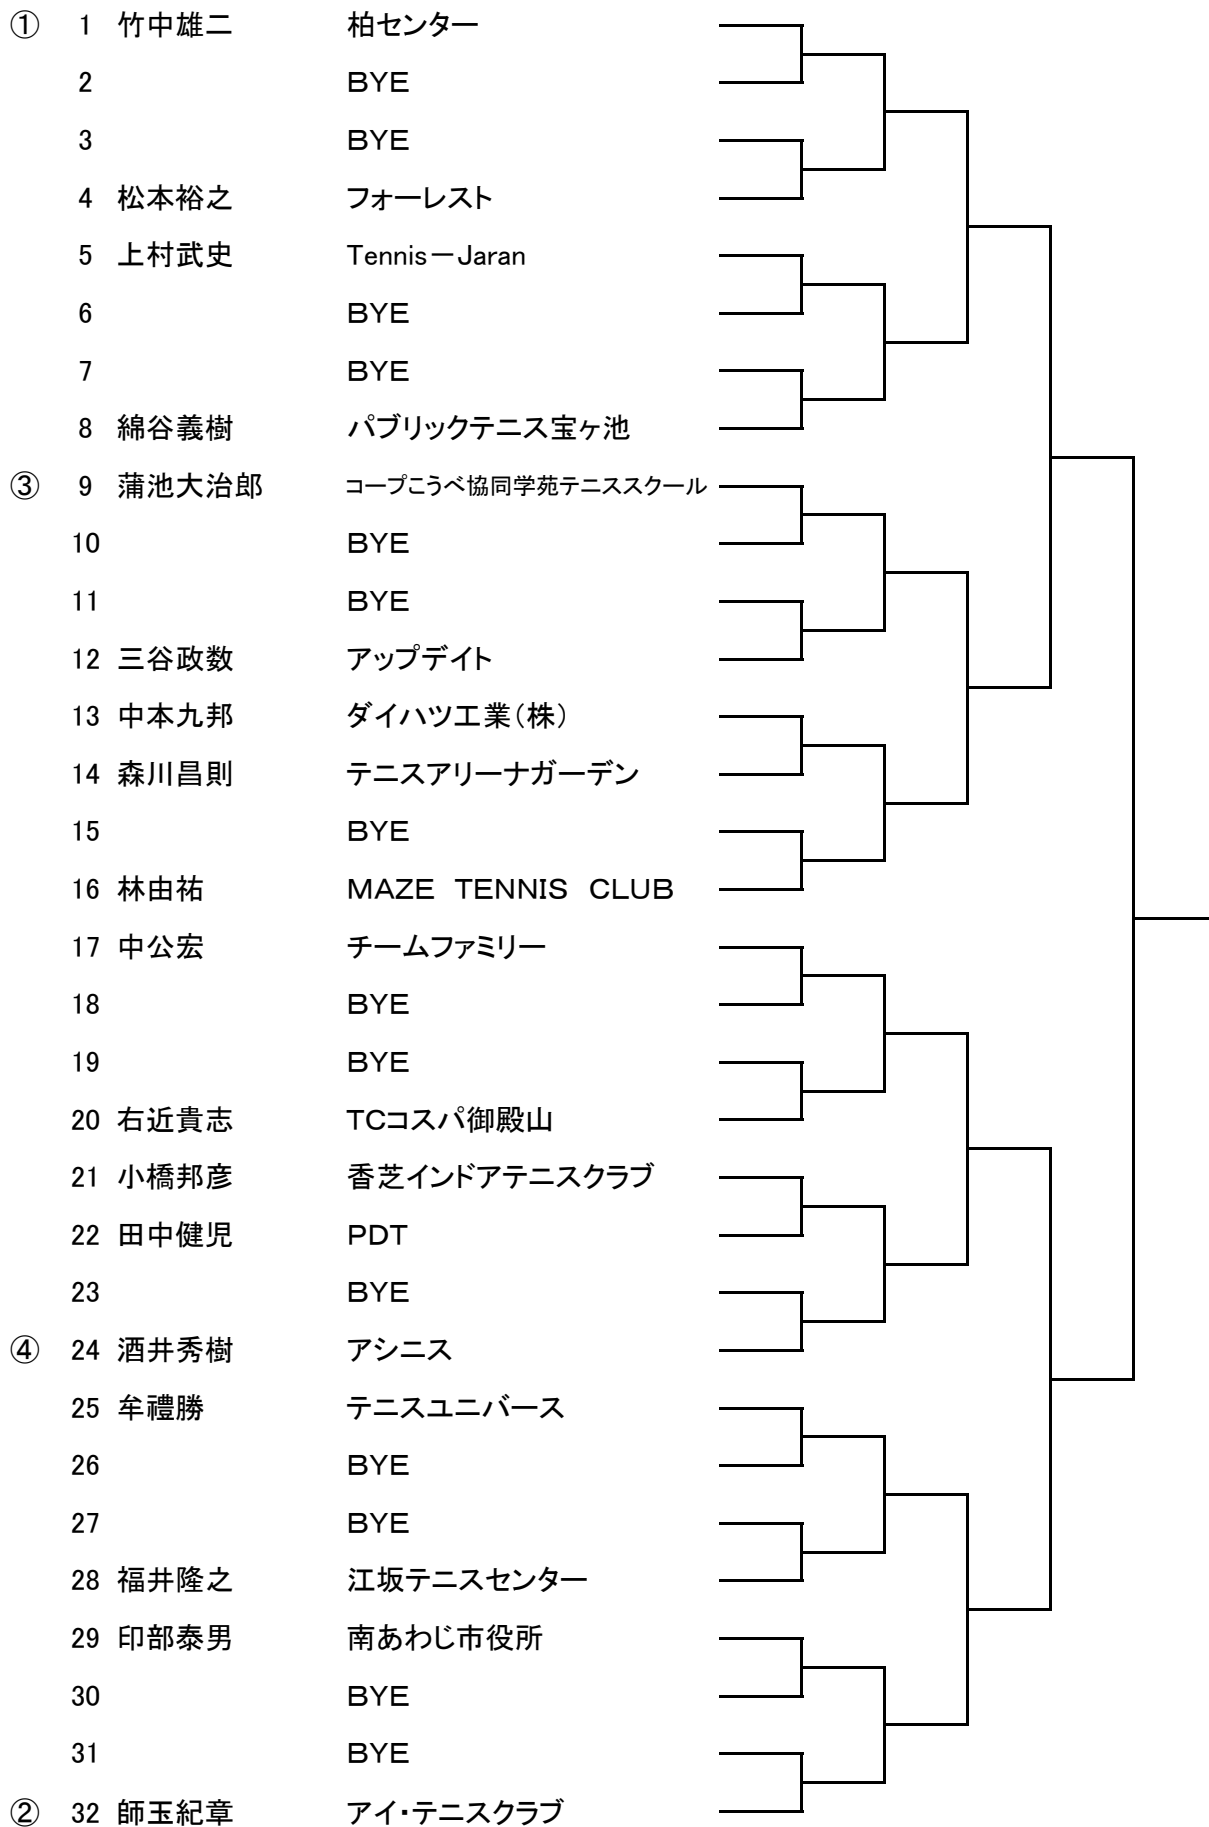 ① 1 竹中雄二 柏センター
2 BYE
3 BYE
4 松本裕之 フォーレスト
5 上村武史 Tennis－Jaran
6 BYE
7 BYE
8 綿谷義樹 パブリックテニス宝ヶ池
③ 9 蒲池大治郎 コープこうべ協同学苑テニススクール
10 BYE
11 BYE
12 三谷政数 アップデイト
13 中本九邦 ダイハツ工業（株）
14 森川昌則 テニスアリーナガーデン
15 BYE
16 林由祐 MAZE　TENNIS　CLUB
17 中公宏 チームファミリー
18 BYE
19 BYE
20 右近貴志 TCコスパ御殿山
21 小橋邦彦 香芝インドアテニスクラブ
22 田中健児 PDT
23 BYE
④ 24 酒井秀樹 アシニス
25 牟禮勝 テニスユニバース
26 BYE
27 BYE
28 福井隆之 江坂テニスセンター
29 印部泰男 南あわじ市役所
30 BYE
31 BYE
② 32 師玉紀章 アイ・テニスクラブ